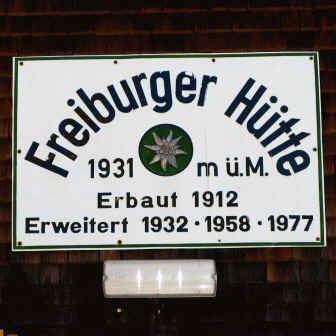 Freiburger Hütte
1931 m ü.M.
Erbaut 1912
Erweitert 1932 · 1958 · 1977